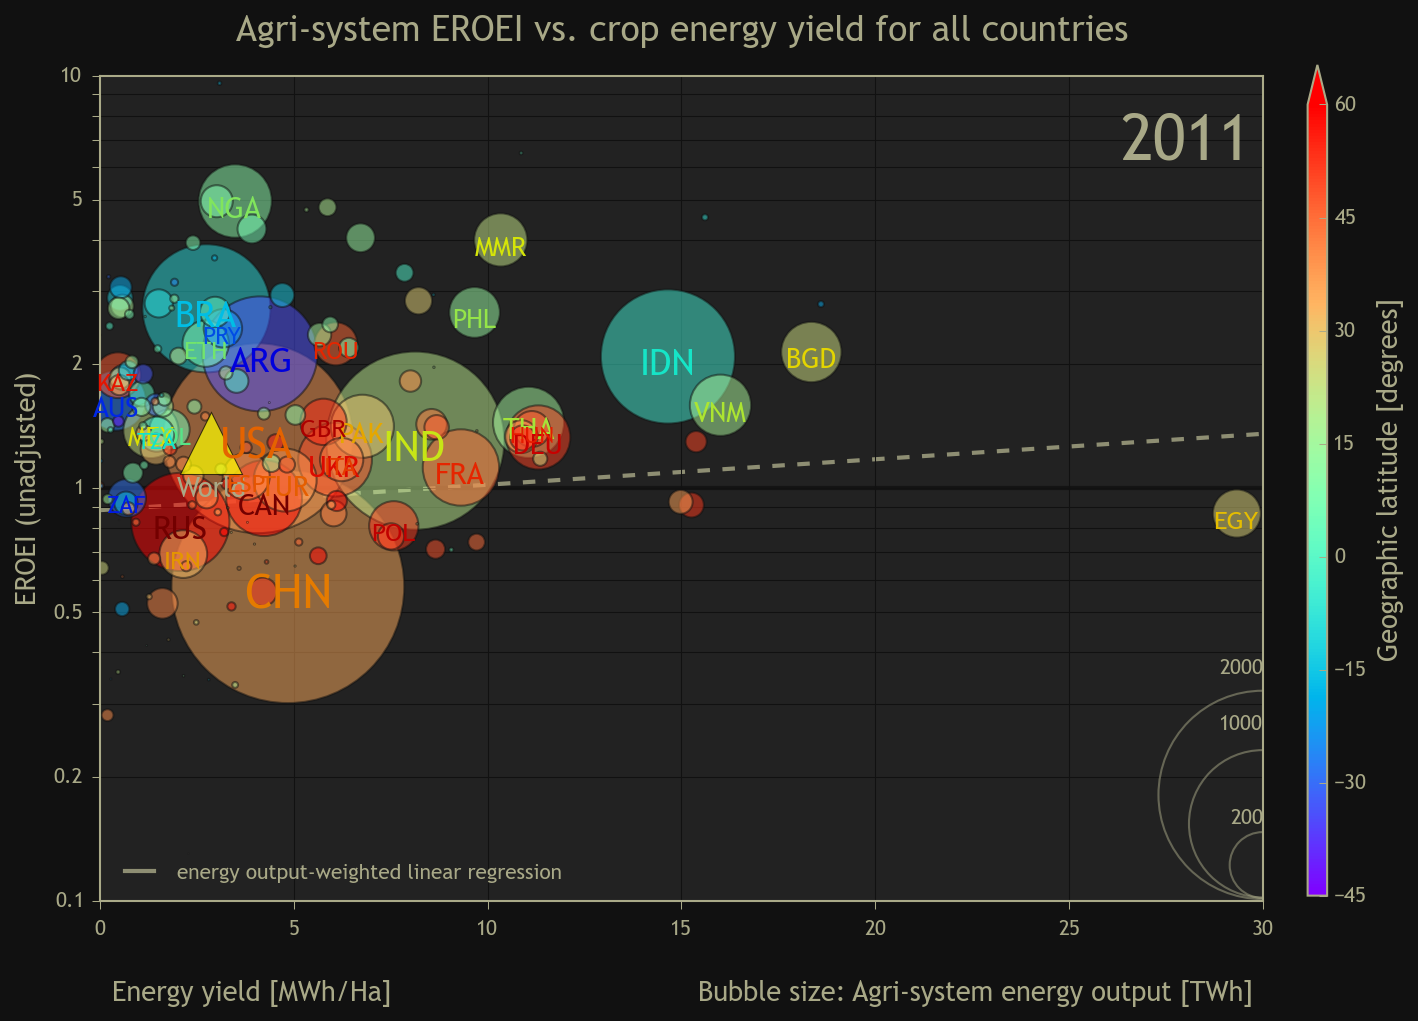 Agri-system EROEI vs. crop energy yield for all countries
2011
EROEI (unadjusted)
10
5
2
1
0.5
0.2
0.1
0
5
10
15
20
25
30
NGA
MMR
BRA
PRY
ETH
ARG
ROU
PHL
IDN
BGD
VNM
KAZ
AUS
MEX
USA
GBR
PAK
IND
THA
DEU
UKR
FRA
World
ESP
TUR
ZAF
CAN
RUS
POL
IRN
EGY
CHN
2000
1000
200
energy output-weighted linear regression
Energy yield [MWh/Ha]
Bubble size: Agri-system energy output [TWh]
60
45
30
15
0
−15
−30
−45
Geographic latitude [degrees]